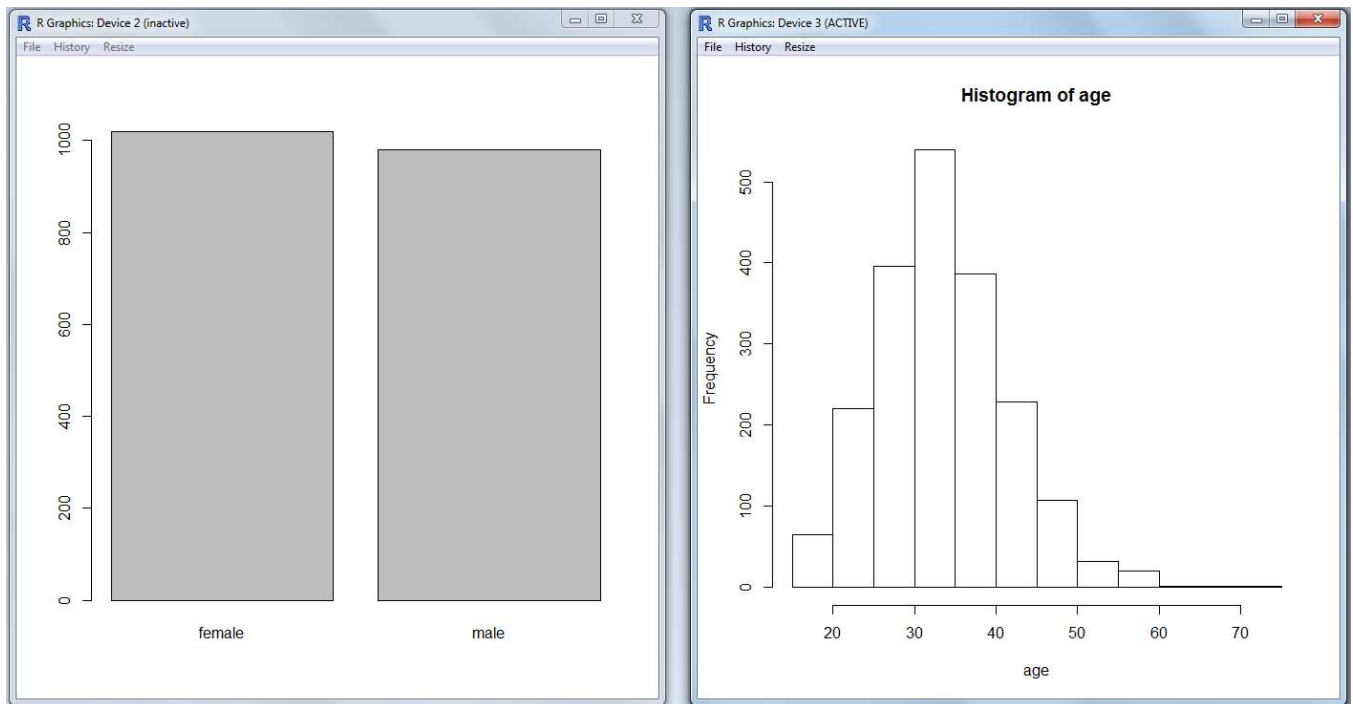 R Graphics: Device 2 (inactive)
File History Resize
1000
800
600
400
200
0
female male
R Graphics: Device 3 (ACTIVE)
File History Resize
Histogram of age
Frequency
500
400
300
200
100
0
20 30 40 50 60 70
age